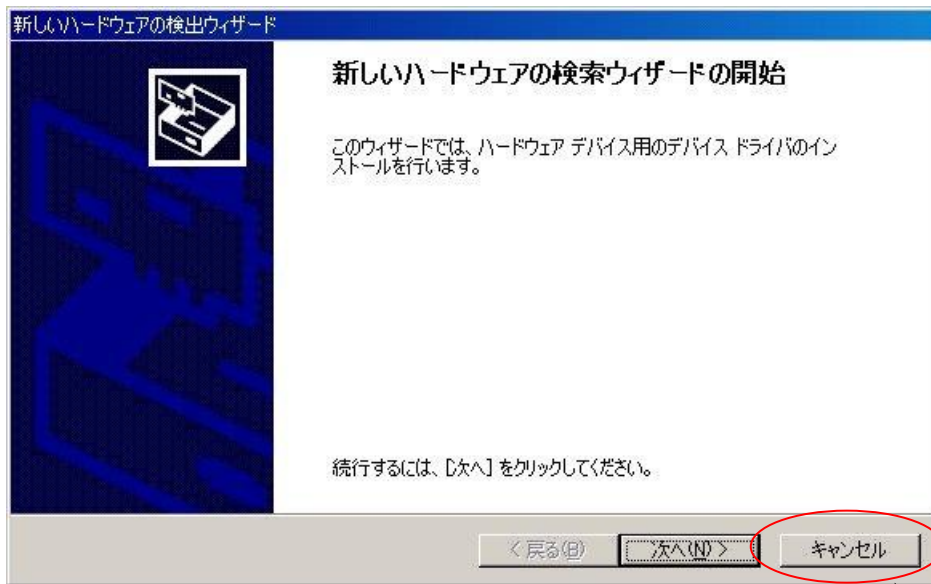 新しいハードウェアの検出ウィザード
新しいハードウェアの検索ウィザードの開始
このウィザードでは、ハードウェア デバイス用のデバイス ドライバのイン
ストールを行います。
続行するには、[次へ] をクリックしてください。
< 戻る(B)
次へ(N) >
キャンセル